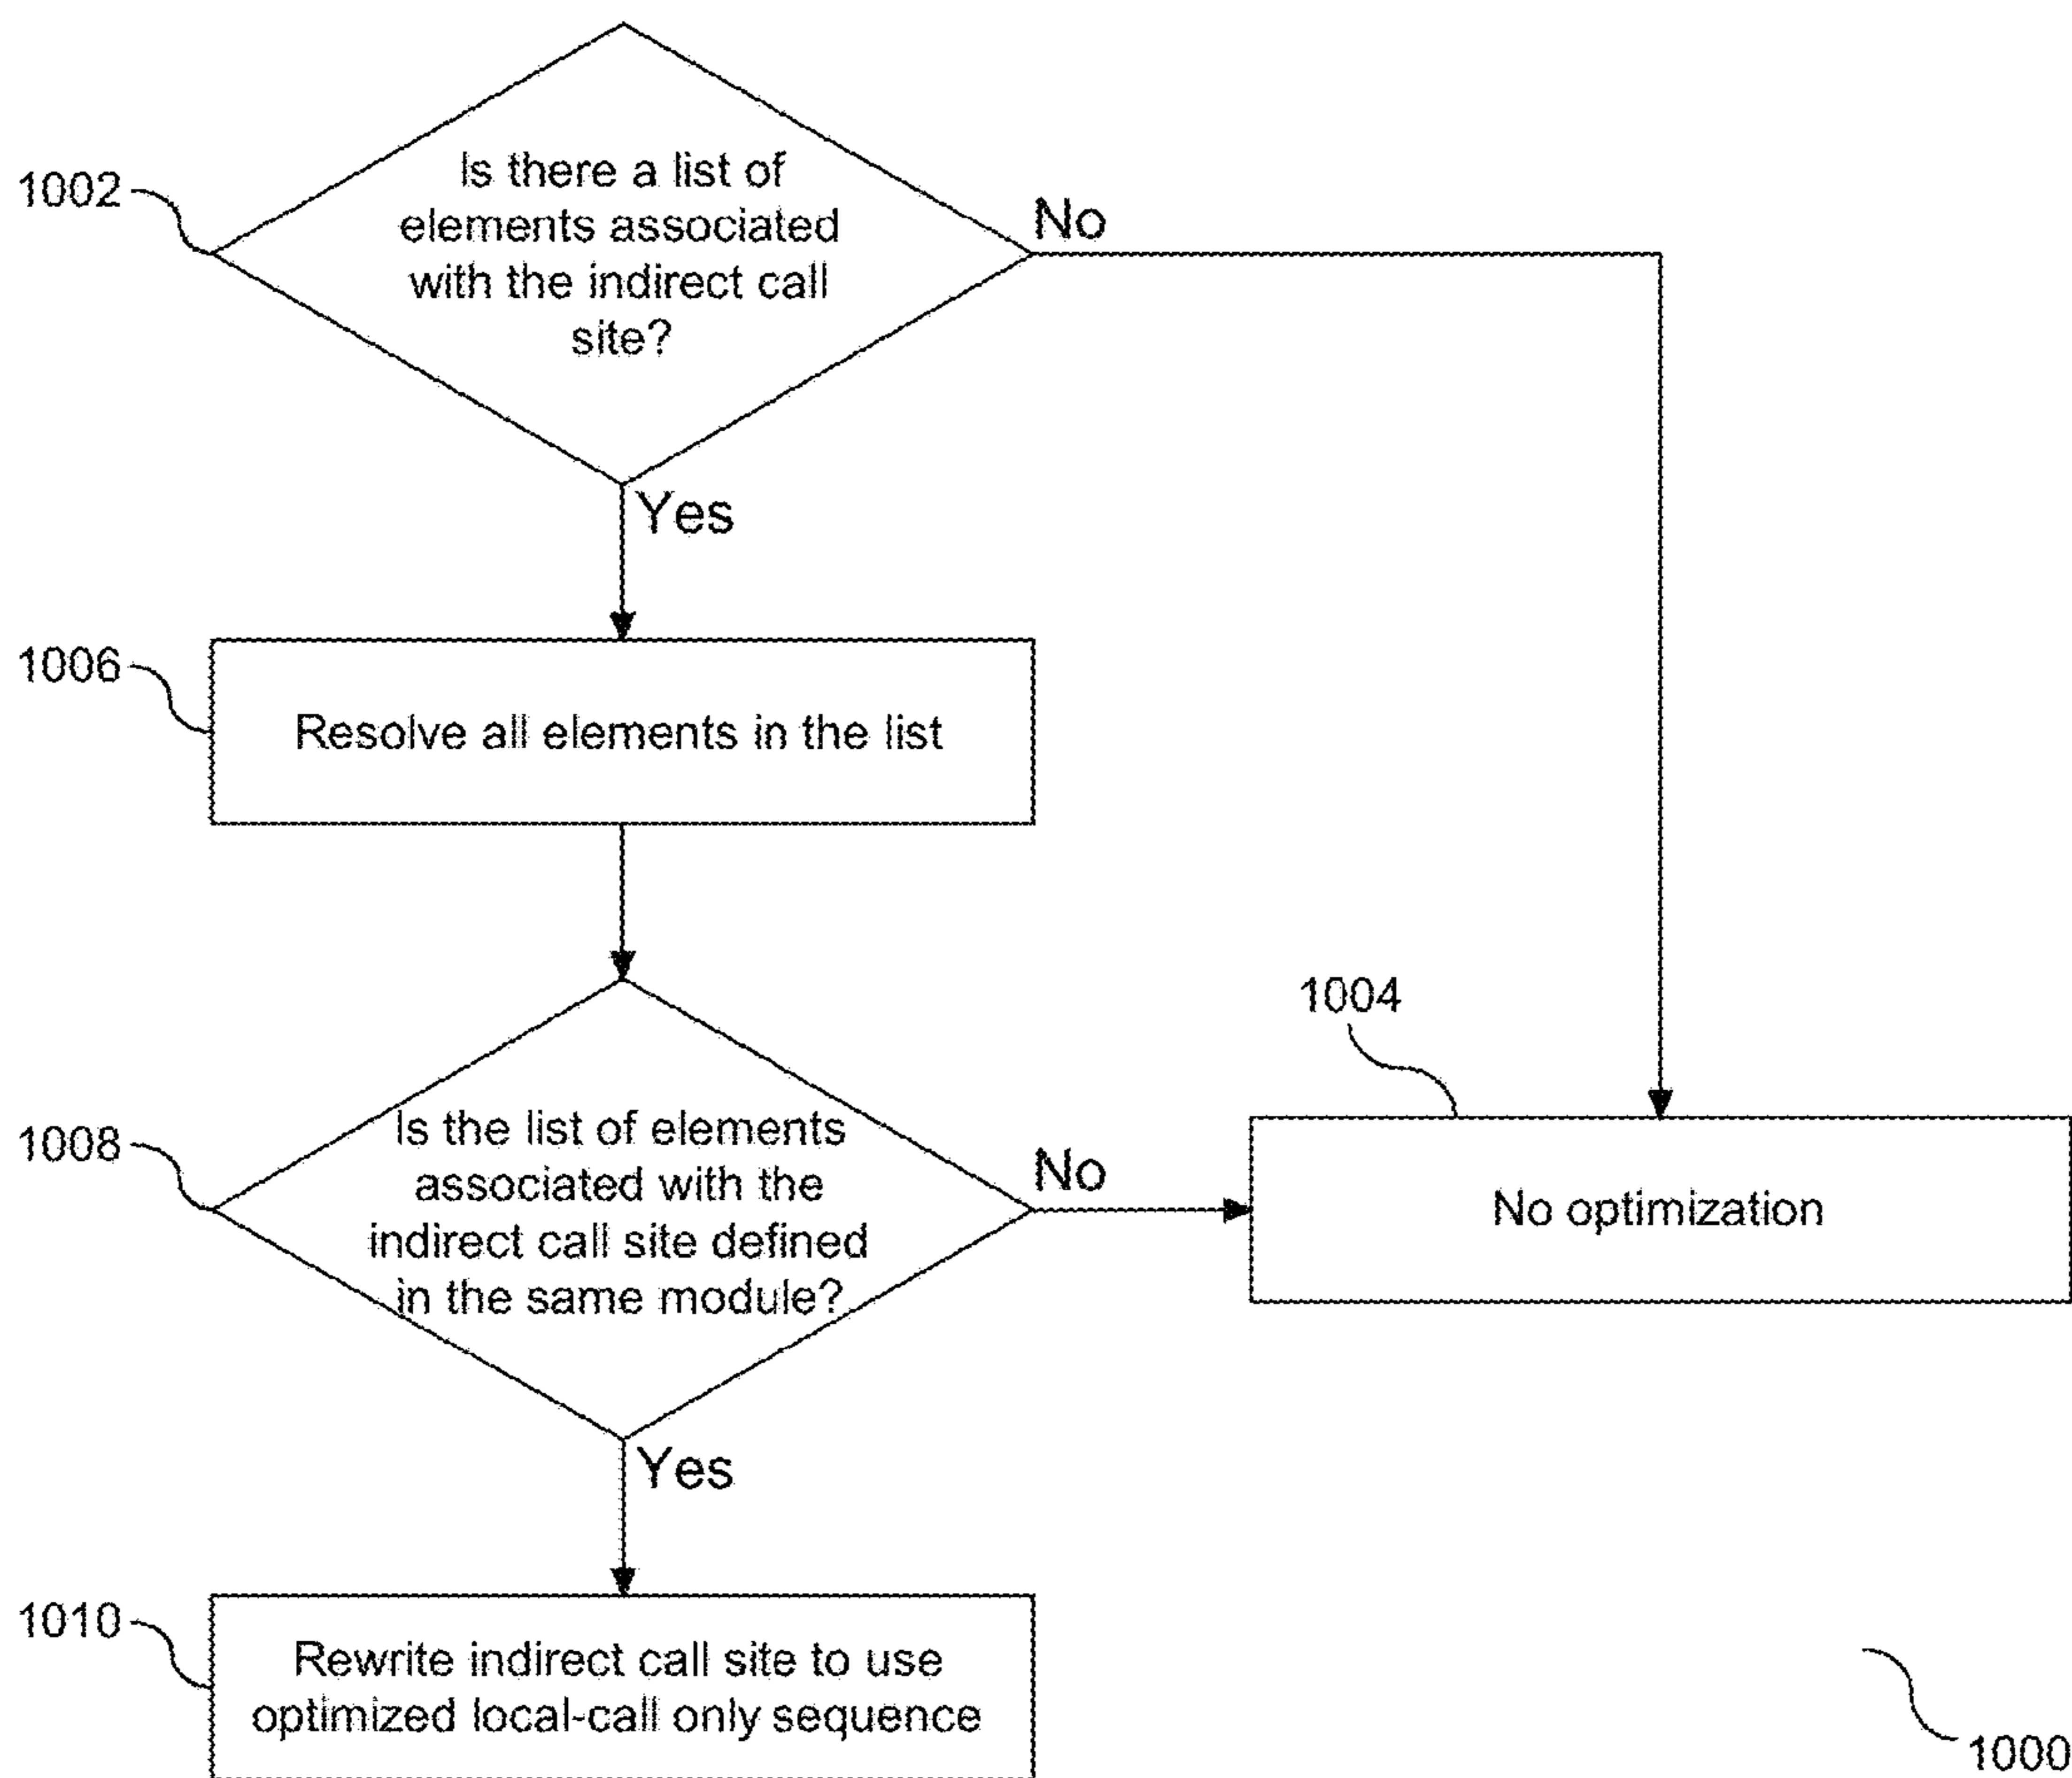 1002
Is there a list of
elements associated
with the indirect call
site?
No
Yes
1006
Resolve all elements in the list
1004
1008
Is the list of elements
associated with the
indirect call site defined
in the same module?
No
No optimization
Yes
1010
Rewrite indirect call site to use
optimized local-call only sequence
1000